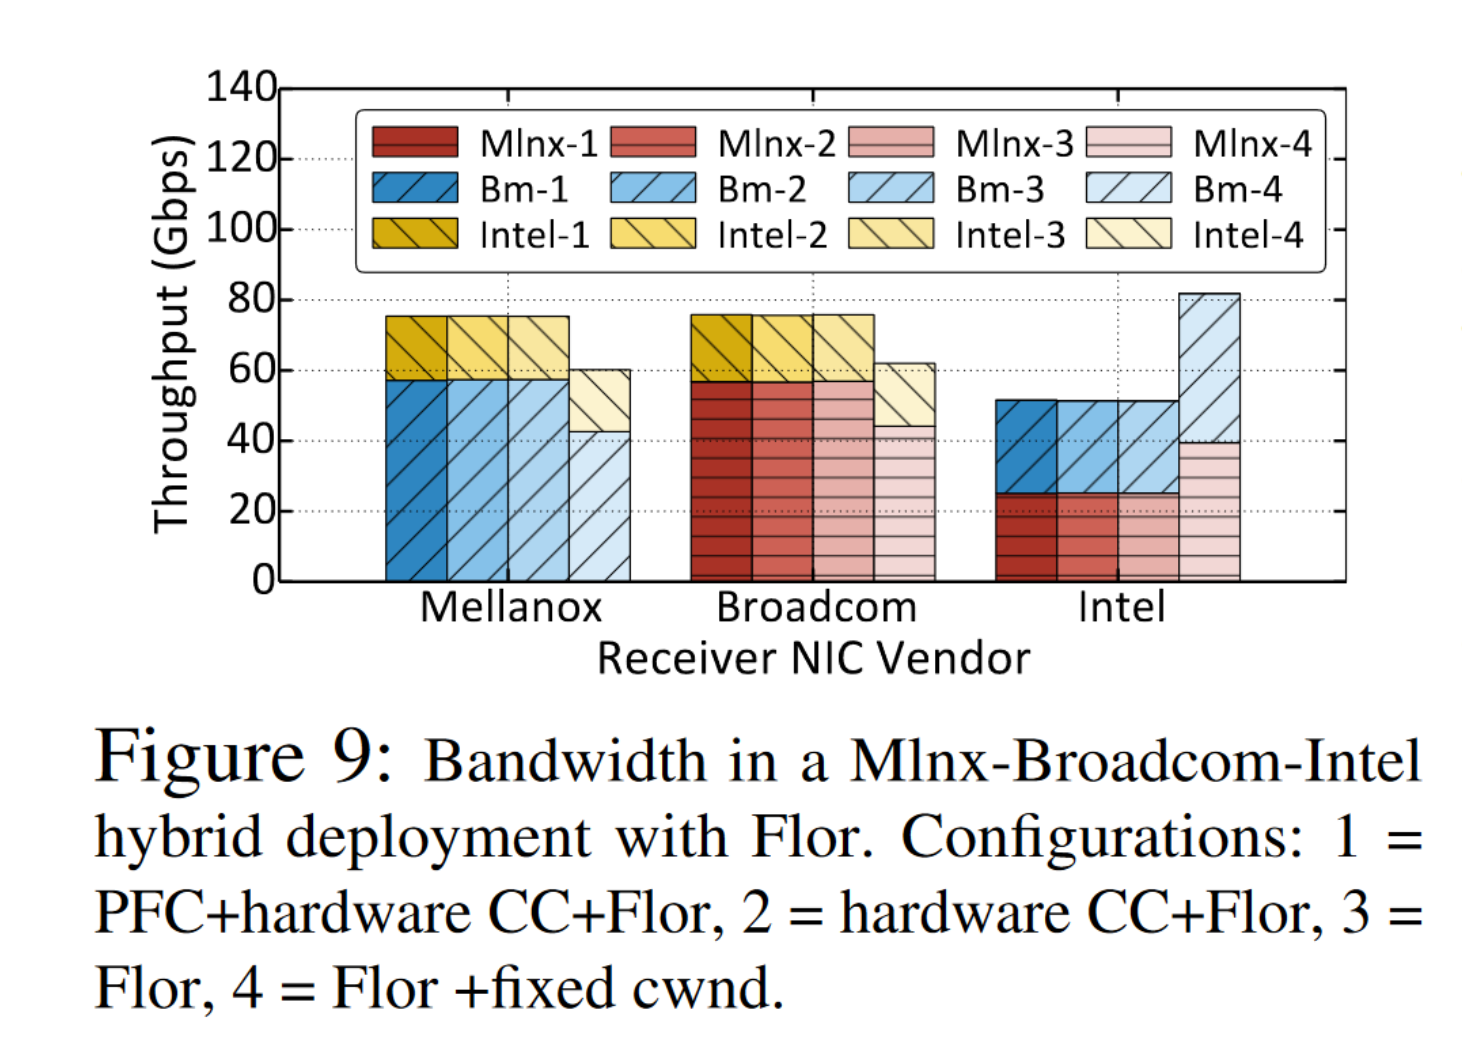 140
120
100
80
60
40
20
0
Throughput (Gbps)
Mlnx-1 Mlnx-2 Mlnx-3 Mlnx-4
Bm-1 Bm-2 Bm-3 Bm-4
Intel-1 Intel-2 Intel-3 Intel-4
Mellanox Broadcom Intel
Receiver NIC Vendor
Figure 9: Bandwidth in a Mlnx-Broadcom-Intel
hybrid deployment with Flor. Configurations: 1 =
PFC+hardware CC+Flor, 2 = hardware CC+Flor, 3 =
Flor, 4 = Flor +fixed cwnd.